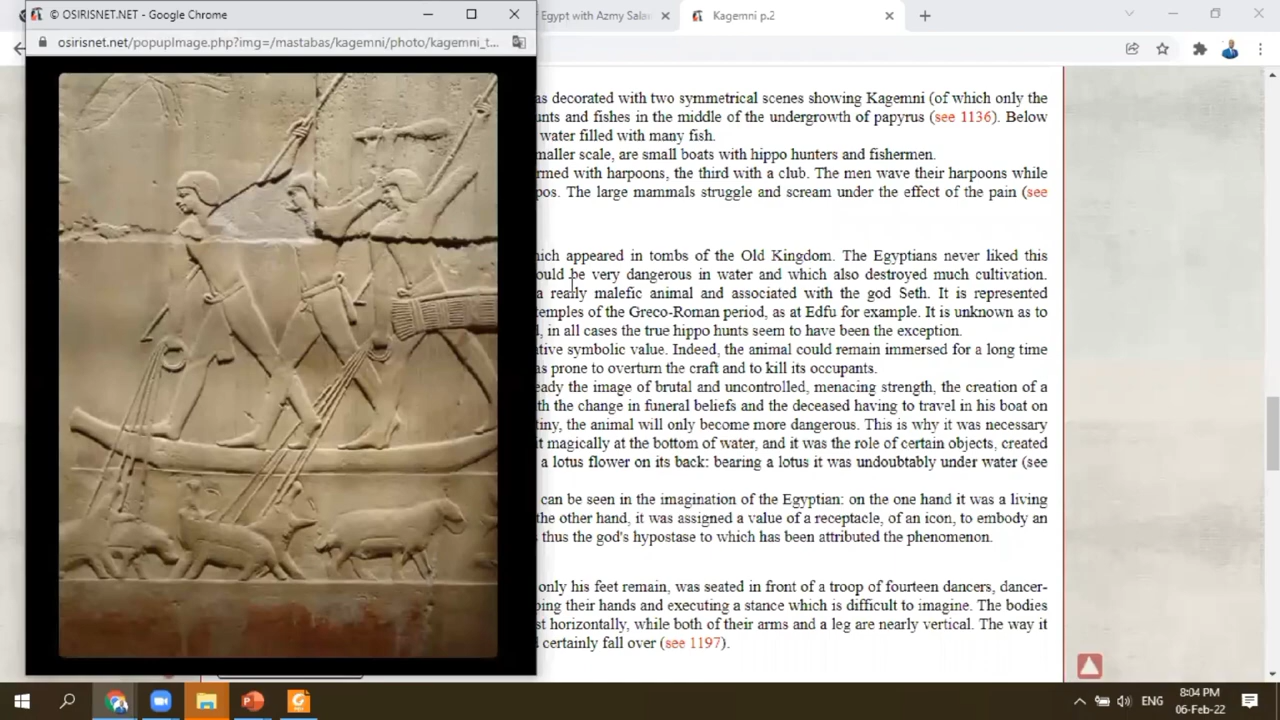 © OSIRISNET.NET - Google Chrome
osirisnet.net/popupImage.php?img=/mastabas/kagemni/photo/kagemni_t...
f Egypt with Azmy Sala
Kagemni p.2
as decorated with two symmetrical scenes showing Kagemni (of which only the
unts and fishes in the middle of the undergrowth of papyrus (see 1136). Below
water filled with many fish.
maller scale, are small boats with hippo hunters and fishermen.
rmed with harpoons, the third with a club. The men wave their harpoons while
pos. The large mammals struggle and scream under the effect of the pain (see
hich appeared in tombs of the Old Kingdom. The Egyptians never liked this
ould be very dangerous in water and which also destroyed much cultivation.
a really malefic animal and associated with the god Seth. It is represented
temples of the Greco-Roman period, as at Edfu for example. It is unknown as to
l, in all cases the true hippo hunts seem to have been the exception.
ative symbolic value. Indeed, the animal could remain immersed for a long time
as prone to overturn the craft and to kill its occupants.
eady the image of brutal and uncontrolled, menacing strength, the creation of a
th the change in funeral beliefs and the deceased having to travel in his boat on
tiny, the animal will only become more dangerous. This is why it was necessary
it magically at the bottom of water, and it was the role of certain objects, created
a lotus flower on its back: bearing a lotus it was undoubtably under water (see
can be seen in the imagination of the Egyptian: on the one hand it was a living
the other hand, it was assigned a value of a receptacle, of an icon, to embody an
thus the god's hypostase to which has been attributed the phenomenon.
only his feet remain, was seated in front of a troop of fourteen dancers, dancer-
ping their hands and executing a stance which is difficult to imagine. The bodies
st horizontally, while both of their arms and a leg are nearly vertical. The way it
certainly fall over (see 1197).
ENG
8:04 PM
06-Feb-22